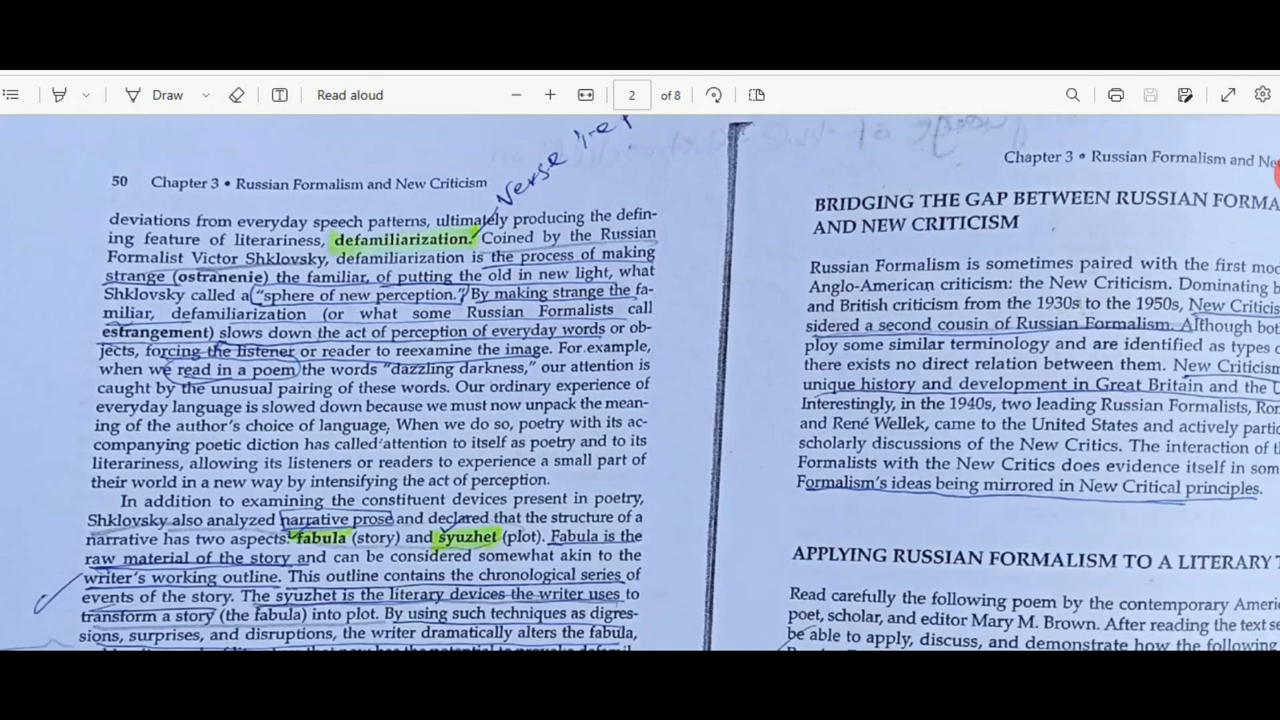 Draw
Read aloud
2
of 8
Verse
50 Chapter 3 • Russian Formalism and New Criticism
deviations from everyday speech patterns, ultimately producing the defin-
ing feature of literariness, defamiliarization. Coined by the Russian
Formalist Victor Shklovsky, defamiliarization is the process of making
strange (ostranenie) the familiar, of putting the old in new light, what
Shklovsky called a "sphere of new perception." By making strange the fa-
miliar, defamiliarization (or what some Russian Formalists call
estrangement) slows down the act of perception of everyday words or ob-
jects, forcing the listener or reader to reexamine the image. For example,
when we read in a poem the words "dazzling darkness," our attention is
caught by the unusual pairing of these words. Our ordinary experience of
everyday language is slowed down because we must now unpack the mean-
ing of the author's choice of language. When we do so, poetry with its ac-
companying poetic diction has called attention to itself as poetry and to its
literariness, allowing its listeners or readers to experience a small part of
their world in a new way by intensifying the act of perception.
In addition to examining the constituent devices present in poetry,
Shklovsky also analyzed narrative prose and declared that the structure of a
narrative has two aspects: fabula (story) and syuzhet (plot). Fabula is the
raw material of the story and can be considered somewhat akin to the
writer's working outline. This outline contains the chronological series of
events of the story. The syuzhet is the literary devices the writer uses to
transform a story (the fabula) into plot. By using such techniques as digres-
sions, surprises, and disruptions, the writer dramatically alters the fabula,
Chapter 3 • Russian Formalism and Ne
BRIDGING THE GAP BETWEEN RUSSIAN FORMA
AND NEW CRITICISM
Russian Formalism is sometimes paired with the first mod
Anglo-American criticism: the New Criticism. Dominating b
and British criticism from the 1930s to the 1950s, New Criticis
sidered a second cousin of Russian Formalism. Although bot
ploy some similar terminology and are identified as types o
there exists no direct relation between them. New Criticism
unique history and development in Great Britain and the U
Interestingly, in the 1940s, two leading Russian Formalists, Rom
and René Wellek, came to the United States and actively partic
scholarly discussions of the New Critics. The interaction of t
Formalists with the New Critics does evidence itself in som
Formalism's ideas being mirrored in New Critical principles.
APPLYING RUSSIAN FORMALISM TO A LITERARY T
Read carefully the following poem by the contemporary Ameri
poet, scholar, and editor Mary M. Brown. After reading the text se
be able to apply, discuss, and demonstrate how the following